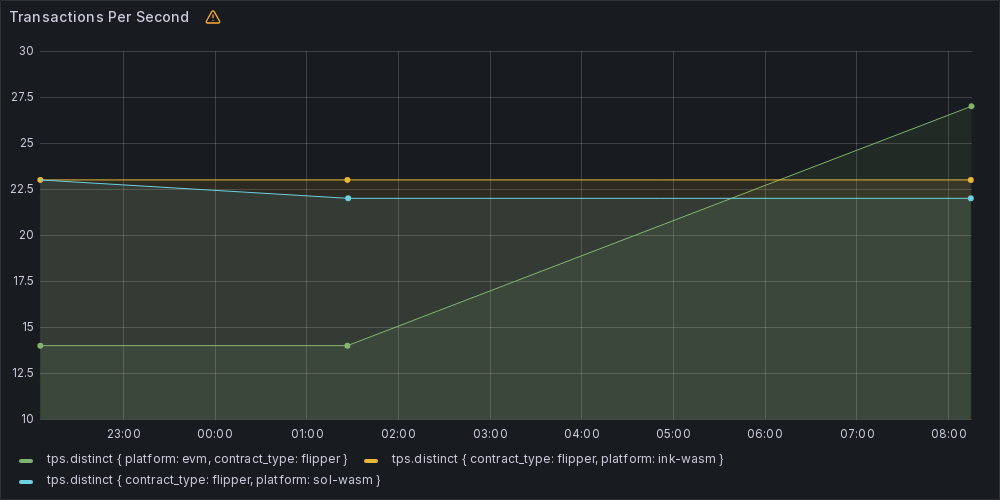 Transactions Per Second
30
27.5
25
22.5
20
17.5
15
12.5
10
23:00 00:00 01:00 02:00 03:00 04:00 05:00 06:00 07:00 08:00
tps.distinct { platform: evm, contract_type: flipper } tps.distinct { contract_type: flipper, platform: ink-wasm }
tps.distinct { contract_type: flipper, platform: sol-wasm }